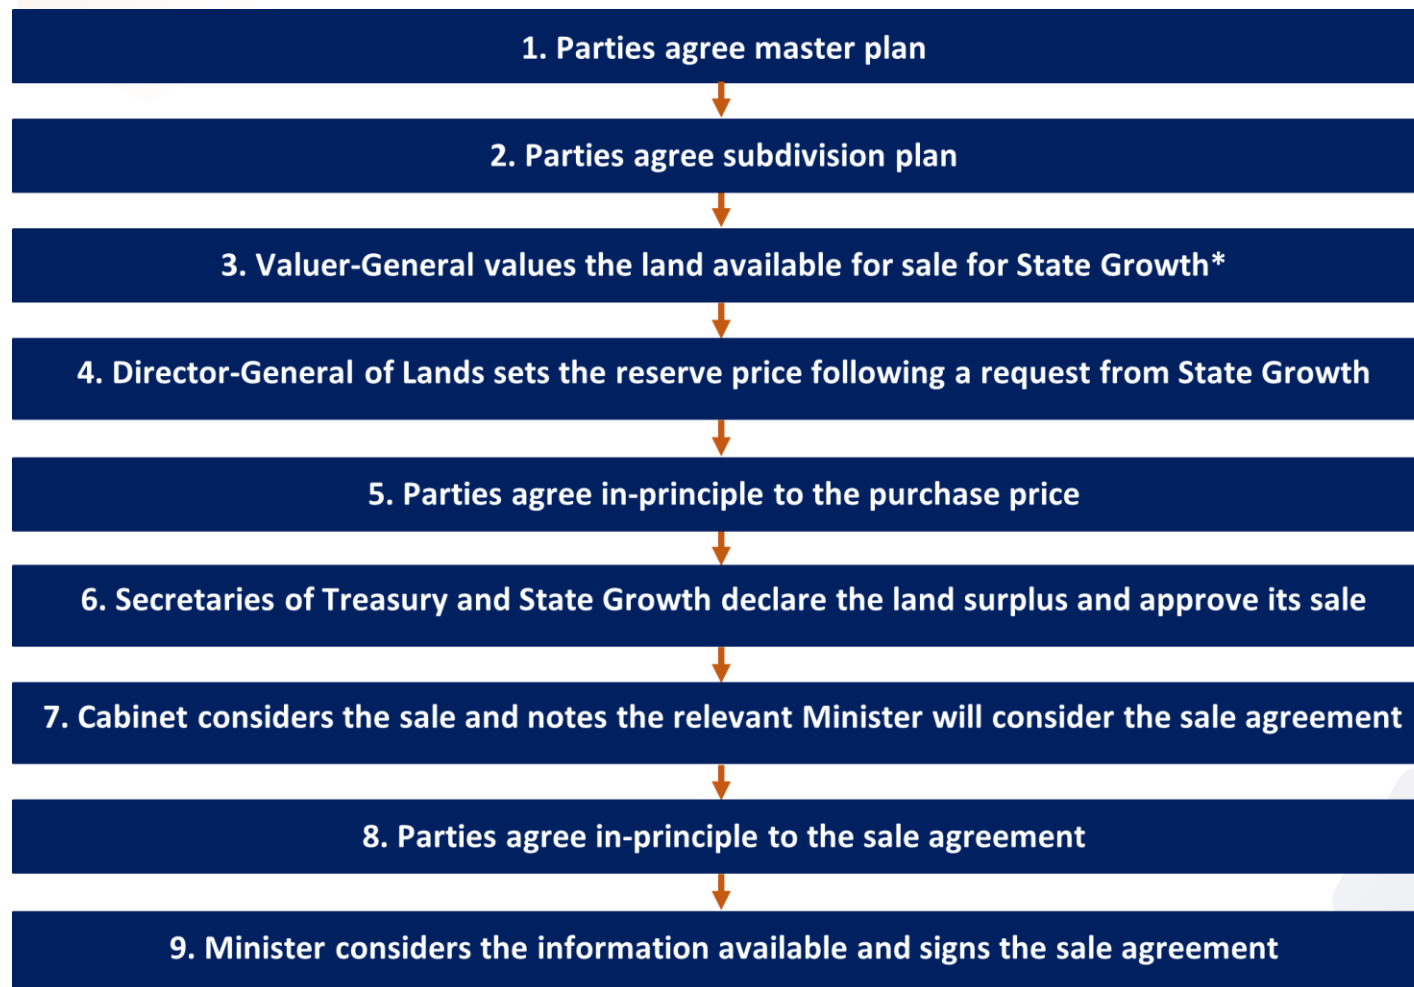 1. Parties agree master plan
2. Parties agree subdivision plan
3. Valuer-General values the land available for sale for State Growth*
4. Director-General of Lands sets the reserve price following a request from State Growth
5. Parties agree in-principle to the purchase price
6. Secretaries of Treasury and State Growth declare the land surplus and approve its sale
7. Cabinet considers the sale and notes the relevant Minister will consider the sale agreement
8. Parties agree in-principle to the sale agreement
9. Minister considers the information available and signs the sale agreement